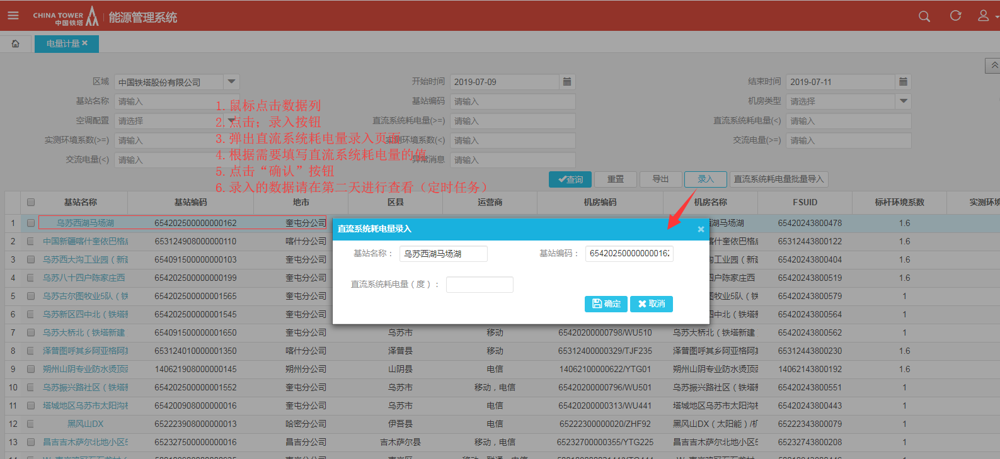 CHINA TOWER
中国铁塔
能源管理系统
电量计量
区域 中国铁塔股份有限公司 开始时间 2019-07-09 结束时间 2019-07-11
基站名称 请输入 基站编码 请输入 机房类型 请选择
空调配置 请选择 直流系统耗电量(>=) 请输入 直流系统耗电量(<) 请输入
实测环境系数(>=) 请输入 实测环境系数(<) 请输入 交流电量(>=) 请输入
交流电量(<) 请输入 异常消息 请输入
1. 鼠标点击数据列
2. 点击；录入按钮
3. 弹出直流系统耗电量录入页面
4. 根据需要填写直流系统耗电量的值
5. 点击“确认”按钮
6. 录入的数据请在第二天进行查看（定时任务）
查询 重置 导出 录入 直流系统耗电量批量导入
基站名称 基站编码 地市 区县 运营商 机房编码 机房名称 FSUID 标杆环境系数 实测环境
1 乌苏西湖马场湖 654202500000000162 奎屯分公司 湖马场湖 65420243800478 1.6
2 中国新疆喀什奎依巴格 653124908000000110 喀什分公司 什奎依巴格 65312443800122 1.6
3 乌苏西大沟工业园（新 654091500000000103 奎屯分公司 沟工业园（新 65420243800404 1.6
4 乌苏八十四户陈家庄西 654202500000000199 奎屯分公司 四户陈家庄西 65420243800519 1.6
5 乌苏古尔图牧业5队（铁 654202500000001565 奎屯分公司 图牧业5队（铁 65420243800579 1
6 乌苏新区四中北（铁塔 654202500000001545 奎屯分公司 四中北（铁塔 65420243800564 1
7 乌苏大桥北（铁塔新建 654091500000001650 奎屯分公司 乌苏市 移动 65420200000798/WU510 乌苏大桥北（铁塔新建 65420243800562 1
8 泽普图呼其乡阿亚格阿 653124010000001350 喀什分公司 泽普县 移动 65312400000329/TJF235 泽普图呼其乡阿亚格阿 65312443800230 1.6
9 朔州山阴专业防水烫顶 140621908000000145 朔州分公司 山阴县 电信 14062100000622/YTG01 朔州山阴专业防水烫顶 14062143800192 1.6
10 乌苏振兴路社区（铁塔 654202500000001552 奎屯分公司 乌苏市 移动，电信 65420200000796/WU501 乌苏振兴路社区（铁塔 65420243800551 1
11 塔城地区乌苏市太阳沟 654200908000000016 奎屯分公司 乌苏市 电信 65420200000313/WU441 塔城地区乌苏市太阳沟 65420243800443 1
12 黑风山DX 652223908000000013 哈密分公司 伊吾县 电信 65222300000020/ZHF92 黑风山DX（太阳能）/机 65222343800079 1
13 昌吉吉木萨尔北地小区5 652327500000000016 昌吉分公司 吉木萨尔县 移动，电信 65232700000355/YTG225 昌吉吉木萨尔北地小区5 65232743800208 1
直流系统耗电量录入
基站名称： 乌苏西湖马场湖 基站编码： 654202500000000162
直流系统耗电量（度）：
确定 取消